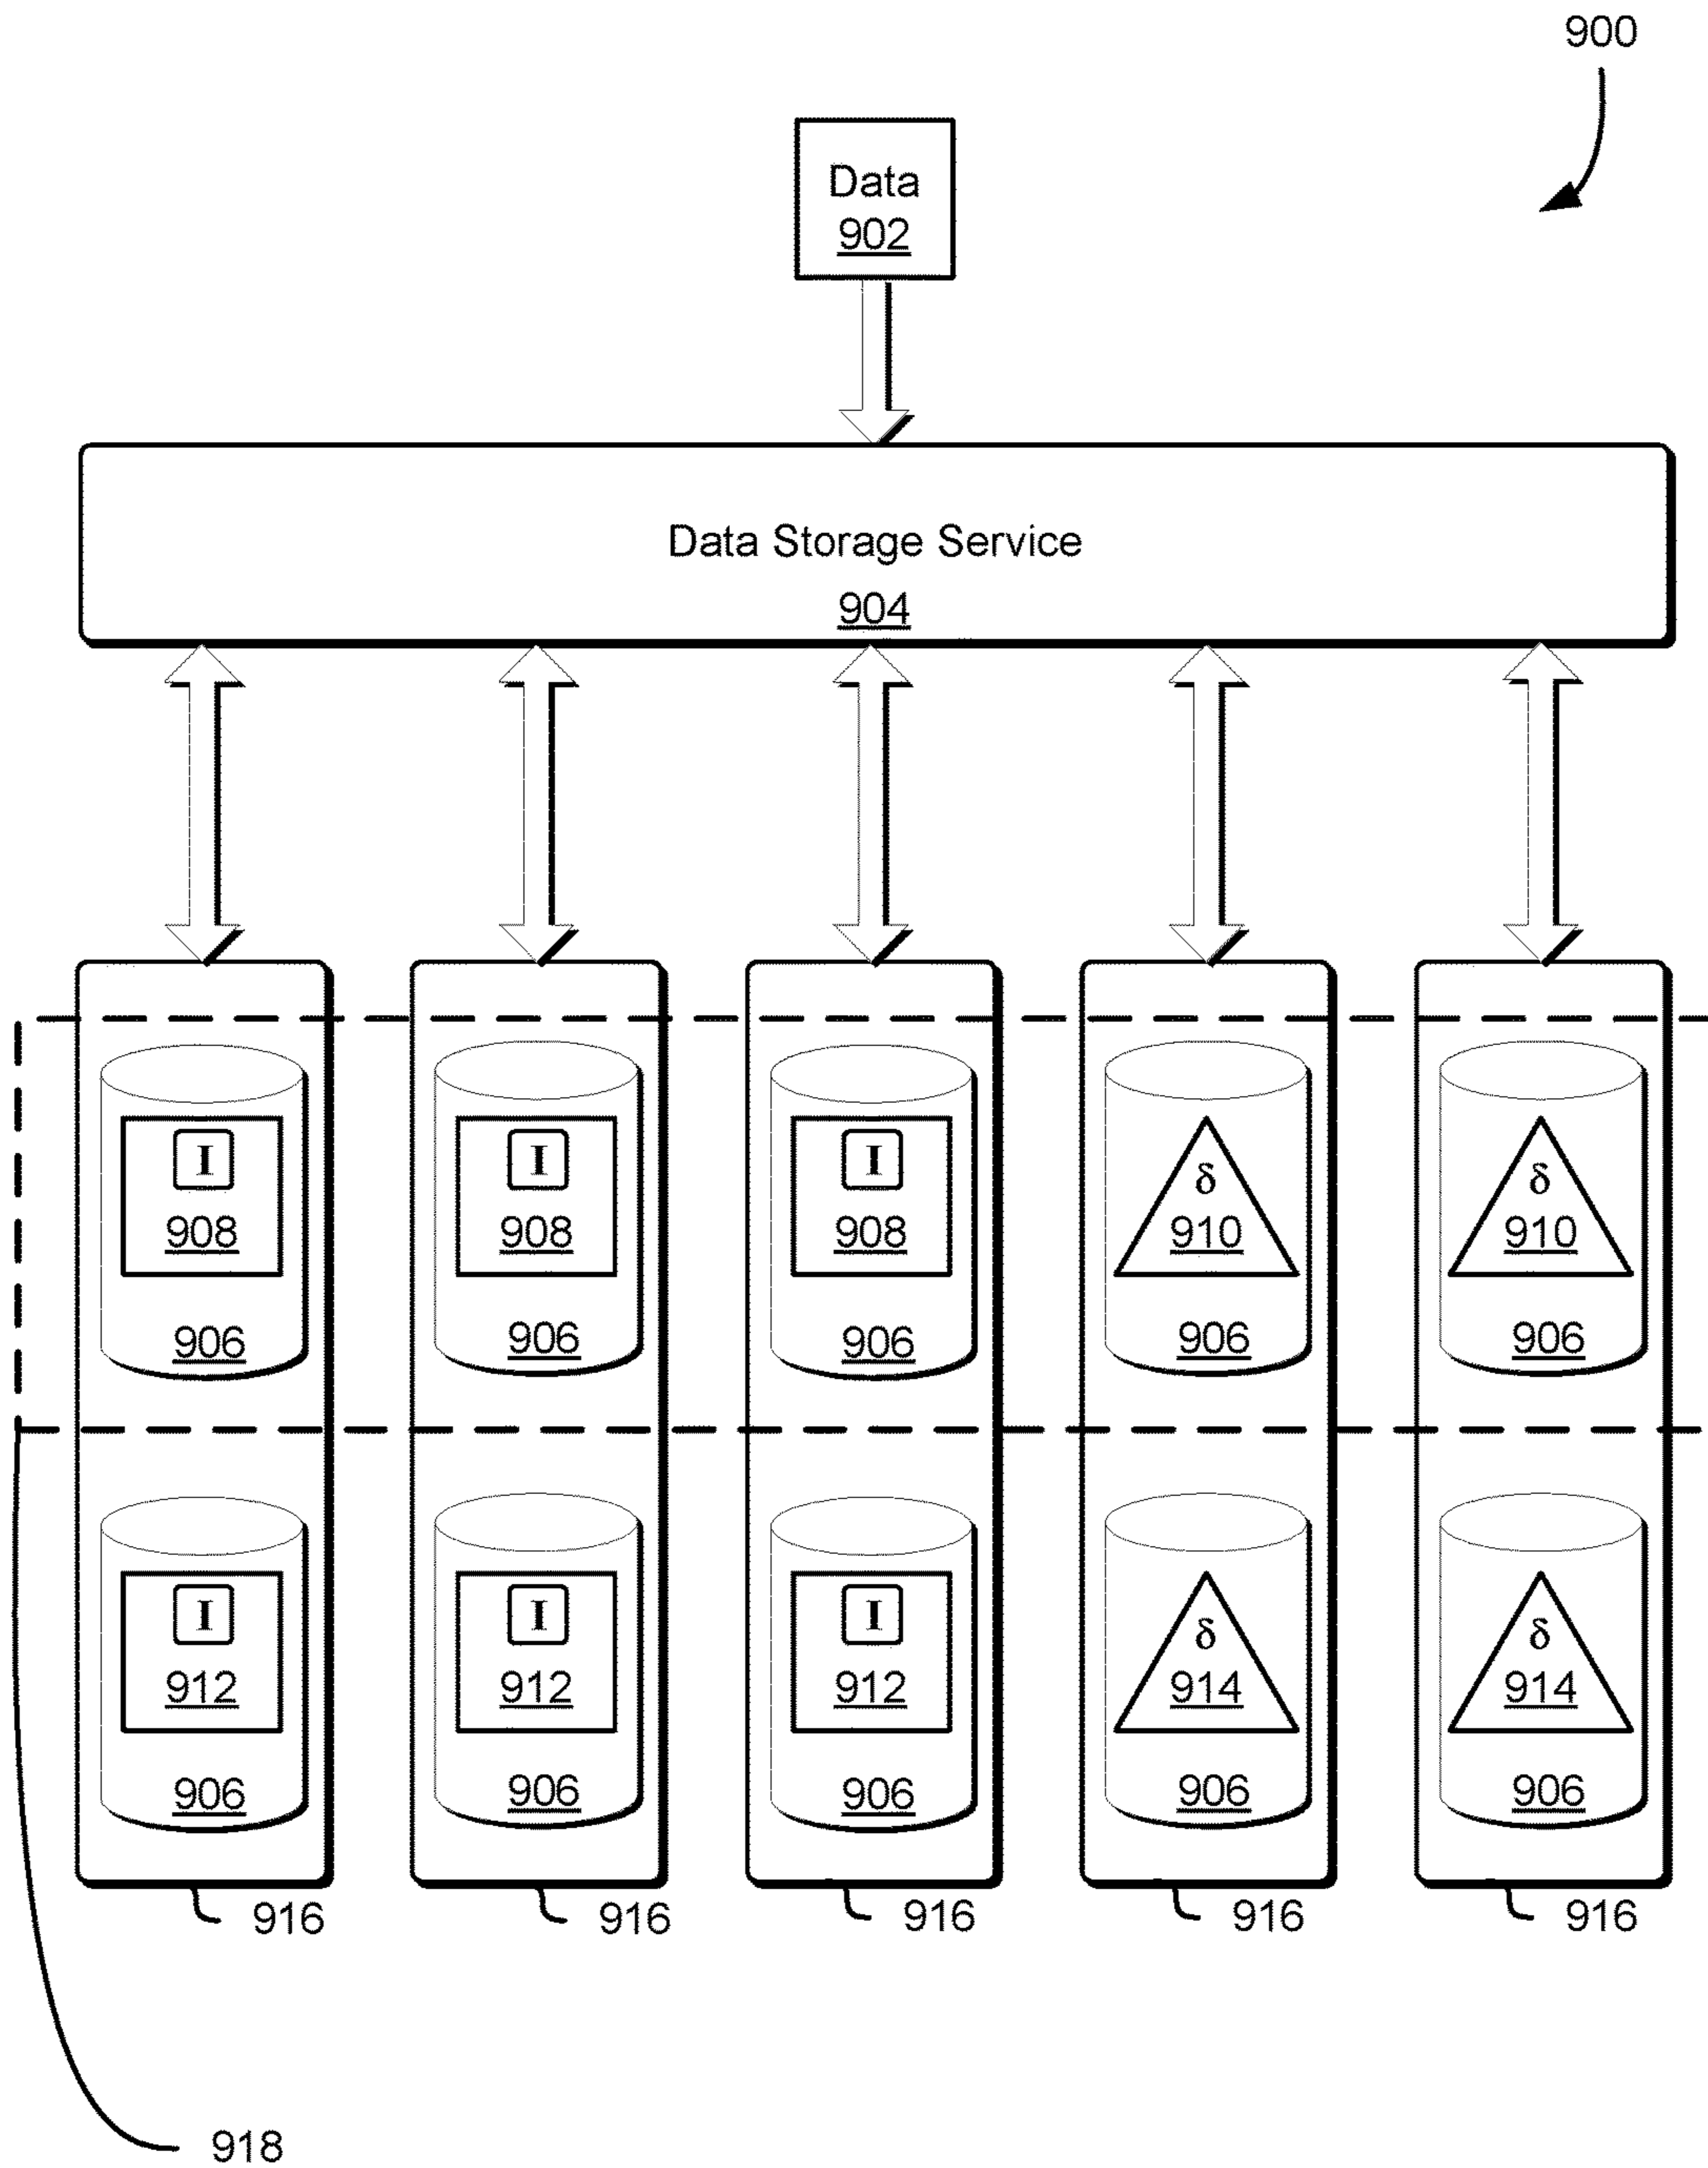 900
Data
902
Data Storage Service
904
I I I δ δ
908 908 908 910 910
906 906 906 906 906
I I I δ δ
912 912 912 914 914
906 906 906 906 906
916 916 916 916 916
918